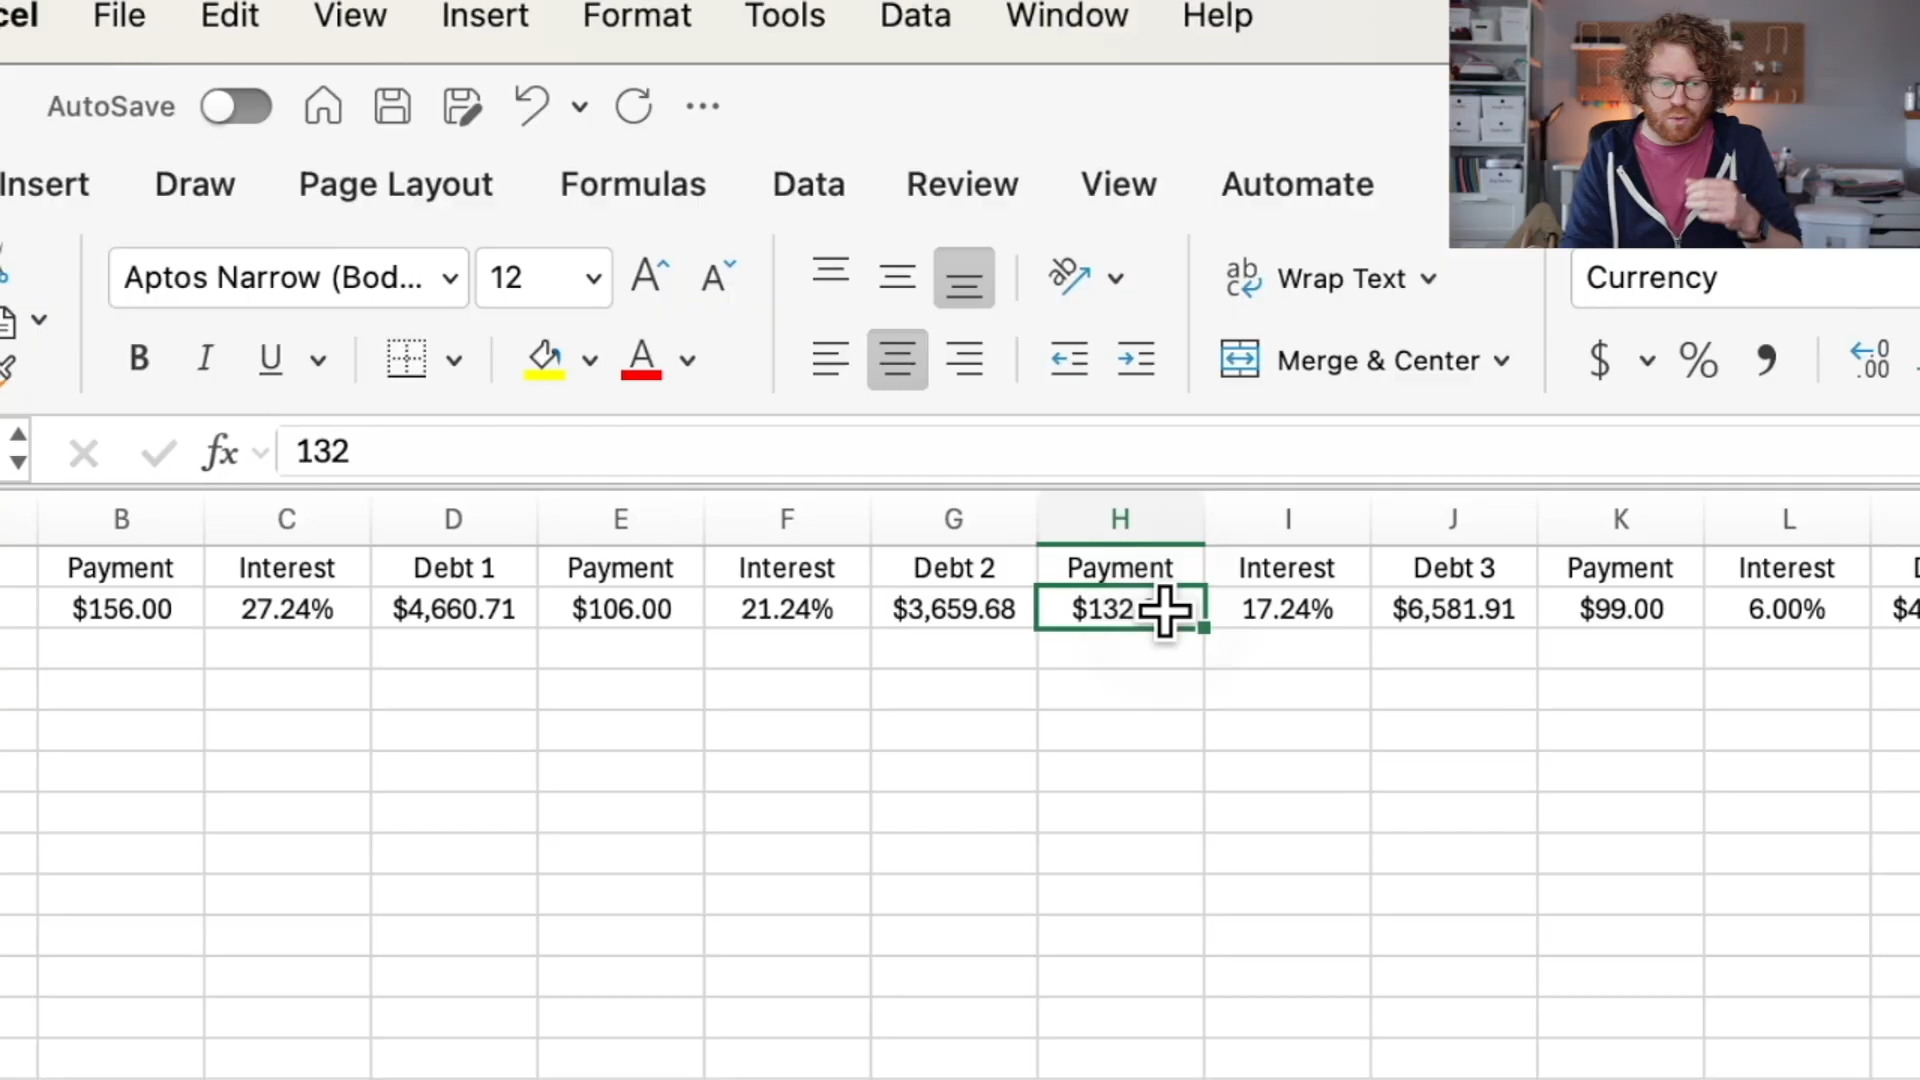 cel File Edit View Insert Format Tools Data Window Help
AutoSave
Insert Draw Page Layout Formulas Data Review View Automate
Aptos Narrow (Bod... 12 Wrap Text Currency
B I U A Merge & Center $ % , .00
fx 132
B C D E F G H I J K L
Payment Interest Debt 1 Payment Interest Debt 2 Payment Interest Debt 3 Payment Interest D
$156.00 27.24% $4,660.71 $106.00 21.24% $3,659.68 $132 17.24% $6,581.91 $99.00 6.00% $4